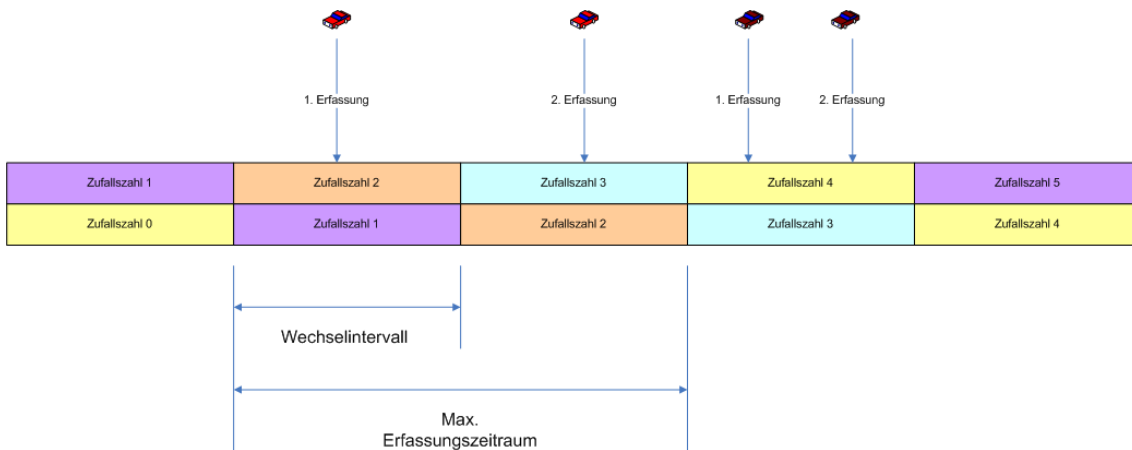 1. Erfassung
2. Erfassung
1. Erfassung
2. Erfassung
Zufallszahl 1
Zufallszahl 2
Zufallszahl 3
Zufallszahl 4
Zufallszahl 5
Zufallszahl 0
Zufallszahl 1
Zufallszahl 2
Zufallszahl 3
Zufallszahl 4
Wechselintervall
Max.
Erfassungszeitraum